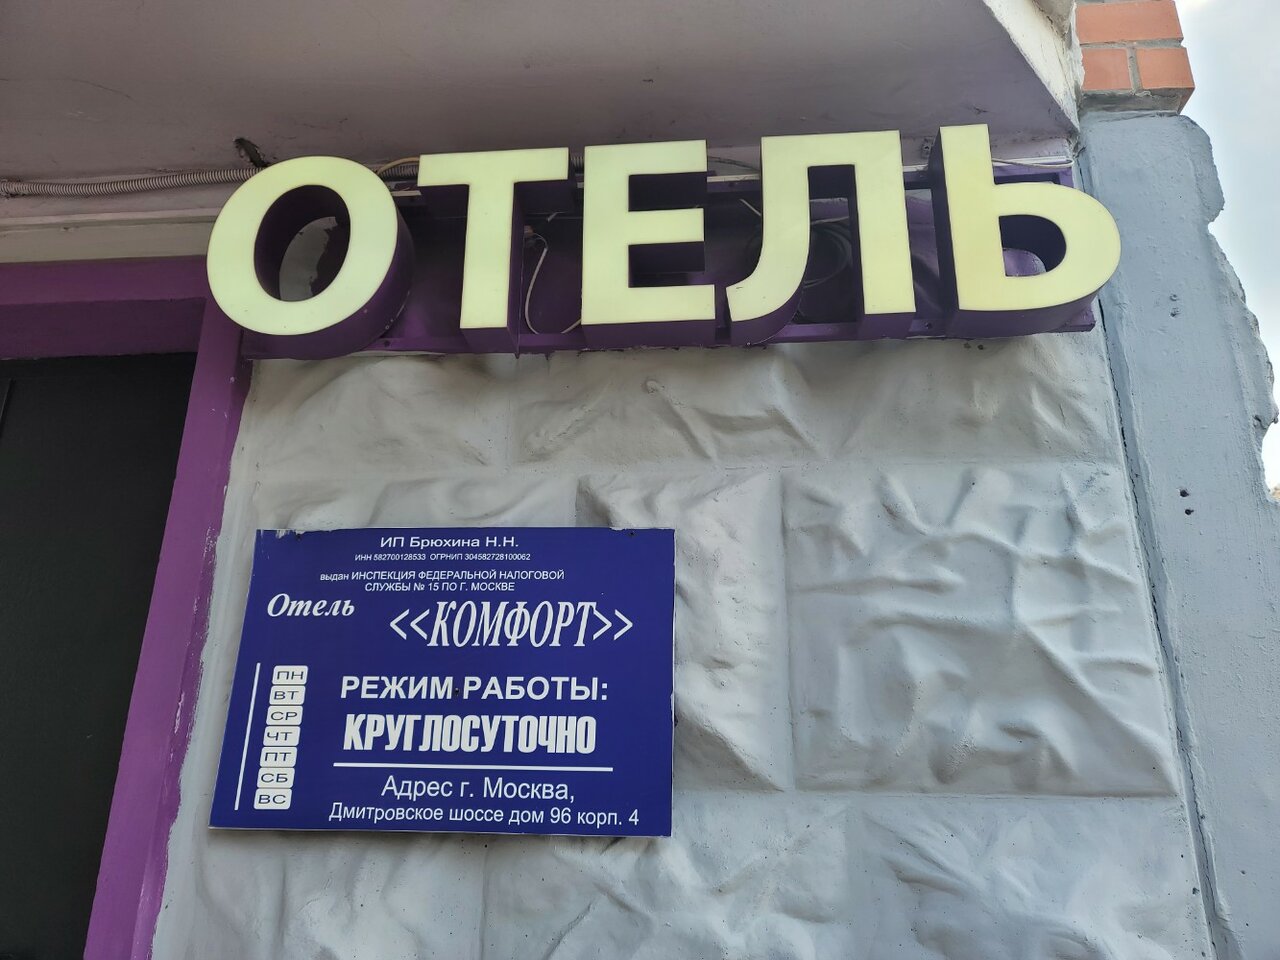 ОТЕЛЬ
ИП Брюхина Н.Н.
ИНН 582700128533 ОГРНИП 304582728100062
выдан ИНСПЕКЦИЯ ФЕДЕРАЛЬНОЙ НАЛОГОВОЙ
СЛУЖБЫ № 15 ПО Г. МОСКВЕ
Отель
<<КОМФОРТ>>
ПН
ВТ
СР
ЧТ
ПТ
СБ
ВС
РЕЖИМ РАБОТЫ:
КРУГЛОСУТОЧНО
Адрес г. Москва,
Дмитровское шоссе дом 96 корп. 4